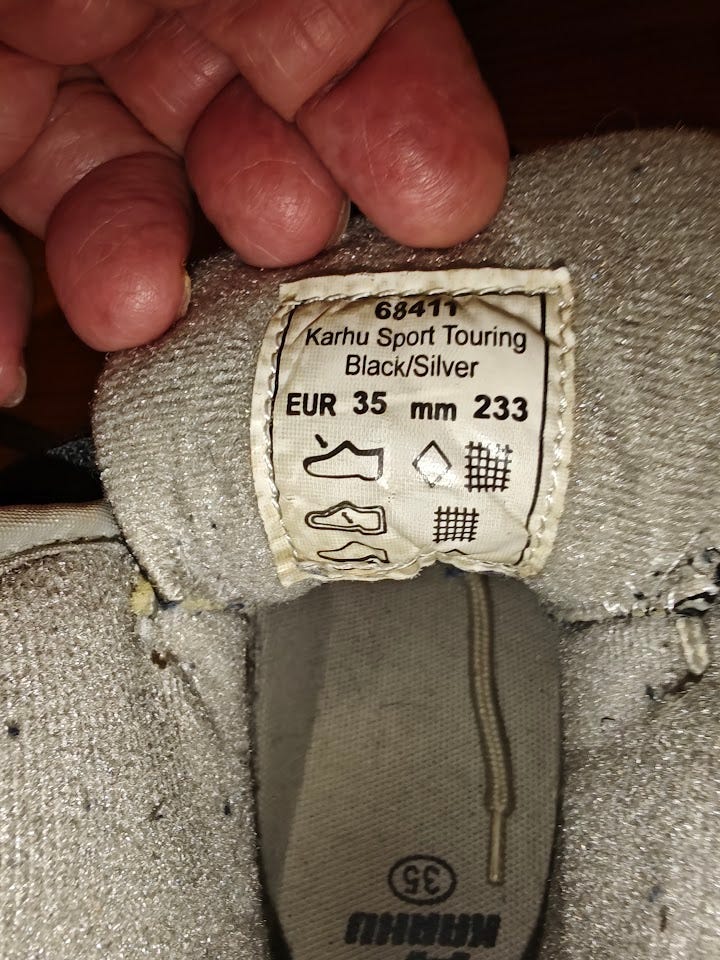 68411
Karhu Sport Touring
Black/Silver
EUR 35 mm 233
35
KARHU